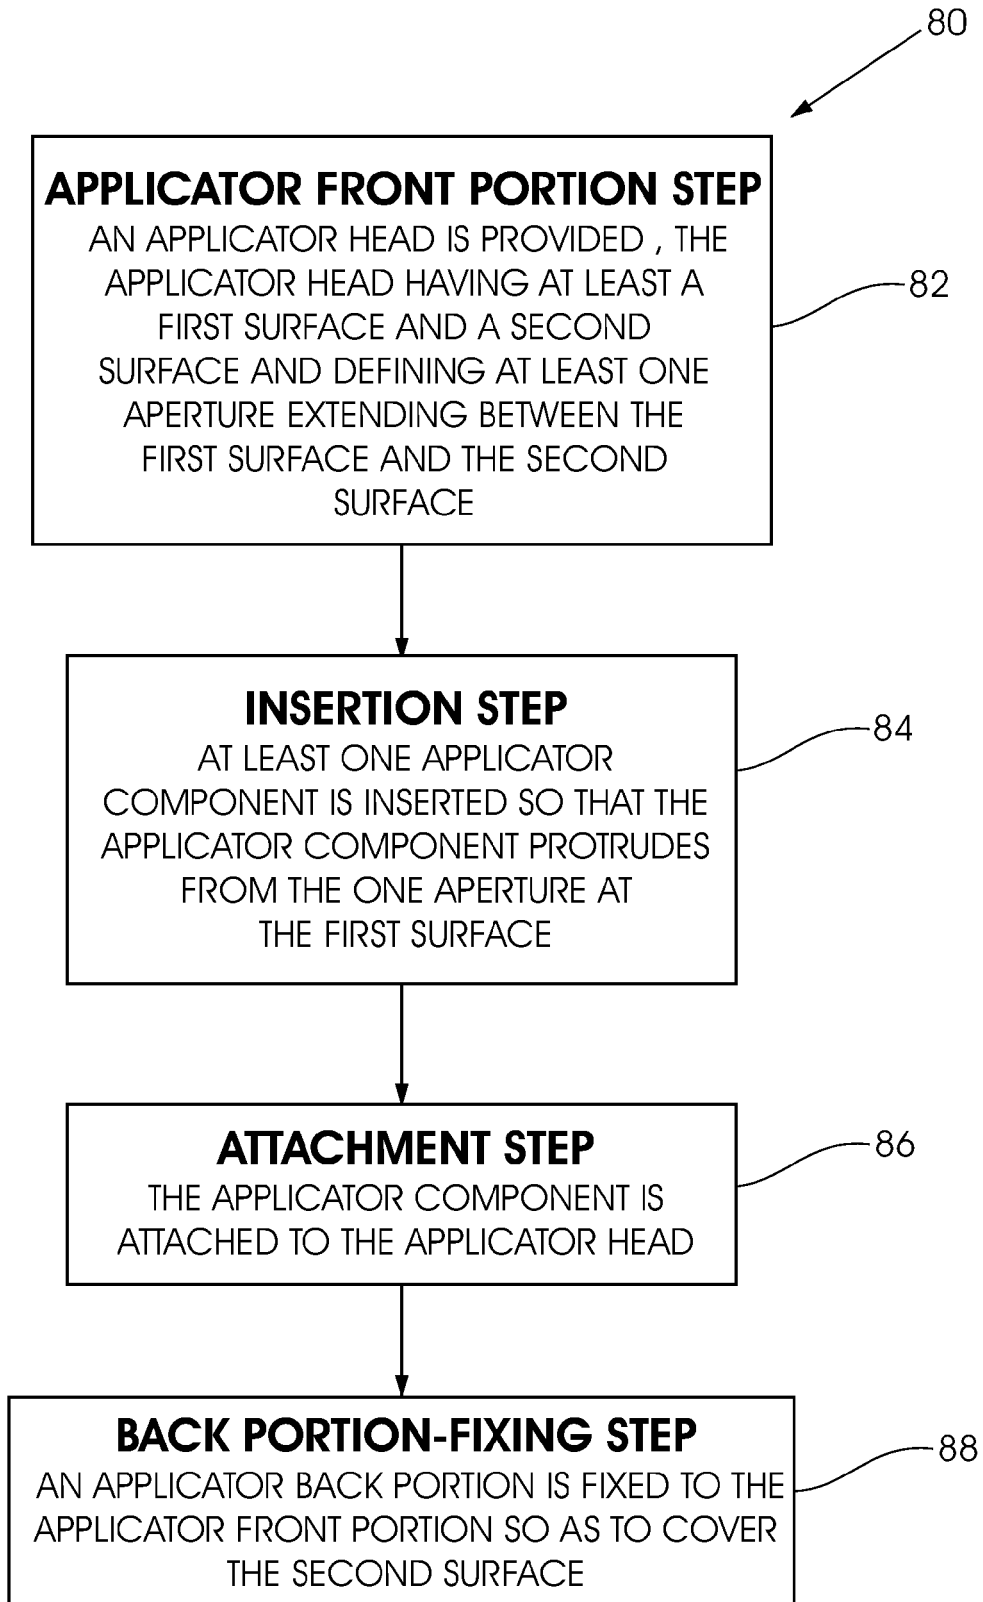 80
APPLICATOR FRONT PORTION STEP
AN APPLICATOR HEAD IS PROVIDED , THE
APPLICATOR HEAD HAVING AT LEAST A
FIRST SURFACE AND A SECOND
SURFACE AND DEFINING AT LEAST ONE
APERTURE EXTENDING BETWEEN THE
FIRST SURFACE AND THE SECOND
SURFACE
82
INSERTION STEP
AT LEAST ONE APPLICATOR
COMPONENT IS INSERTED SO THAT THE
APPLICATOR COMPONENT PROTRUDES
FROM THE ONE APERTURE AT
THE FIRST SURFACE
84
ATTACHMENT STEP
THE APPLICATOR COMPONENT IS
ATTACHED TO THE APPLICATOR HEAD
86
BACK PORTION-FIXING STEP
AN APPLICATOR BACK PORTION IS FIXED TO THE
APPLICATOR FRONT PORTION SO AS TO COVER
THE SECOND SURFACE
88